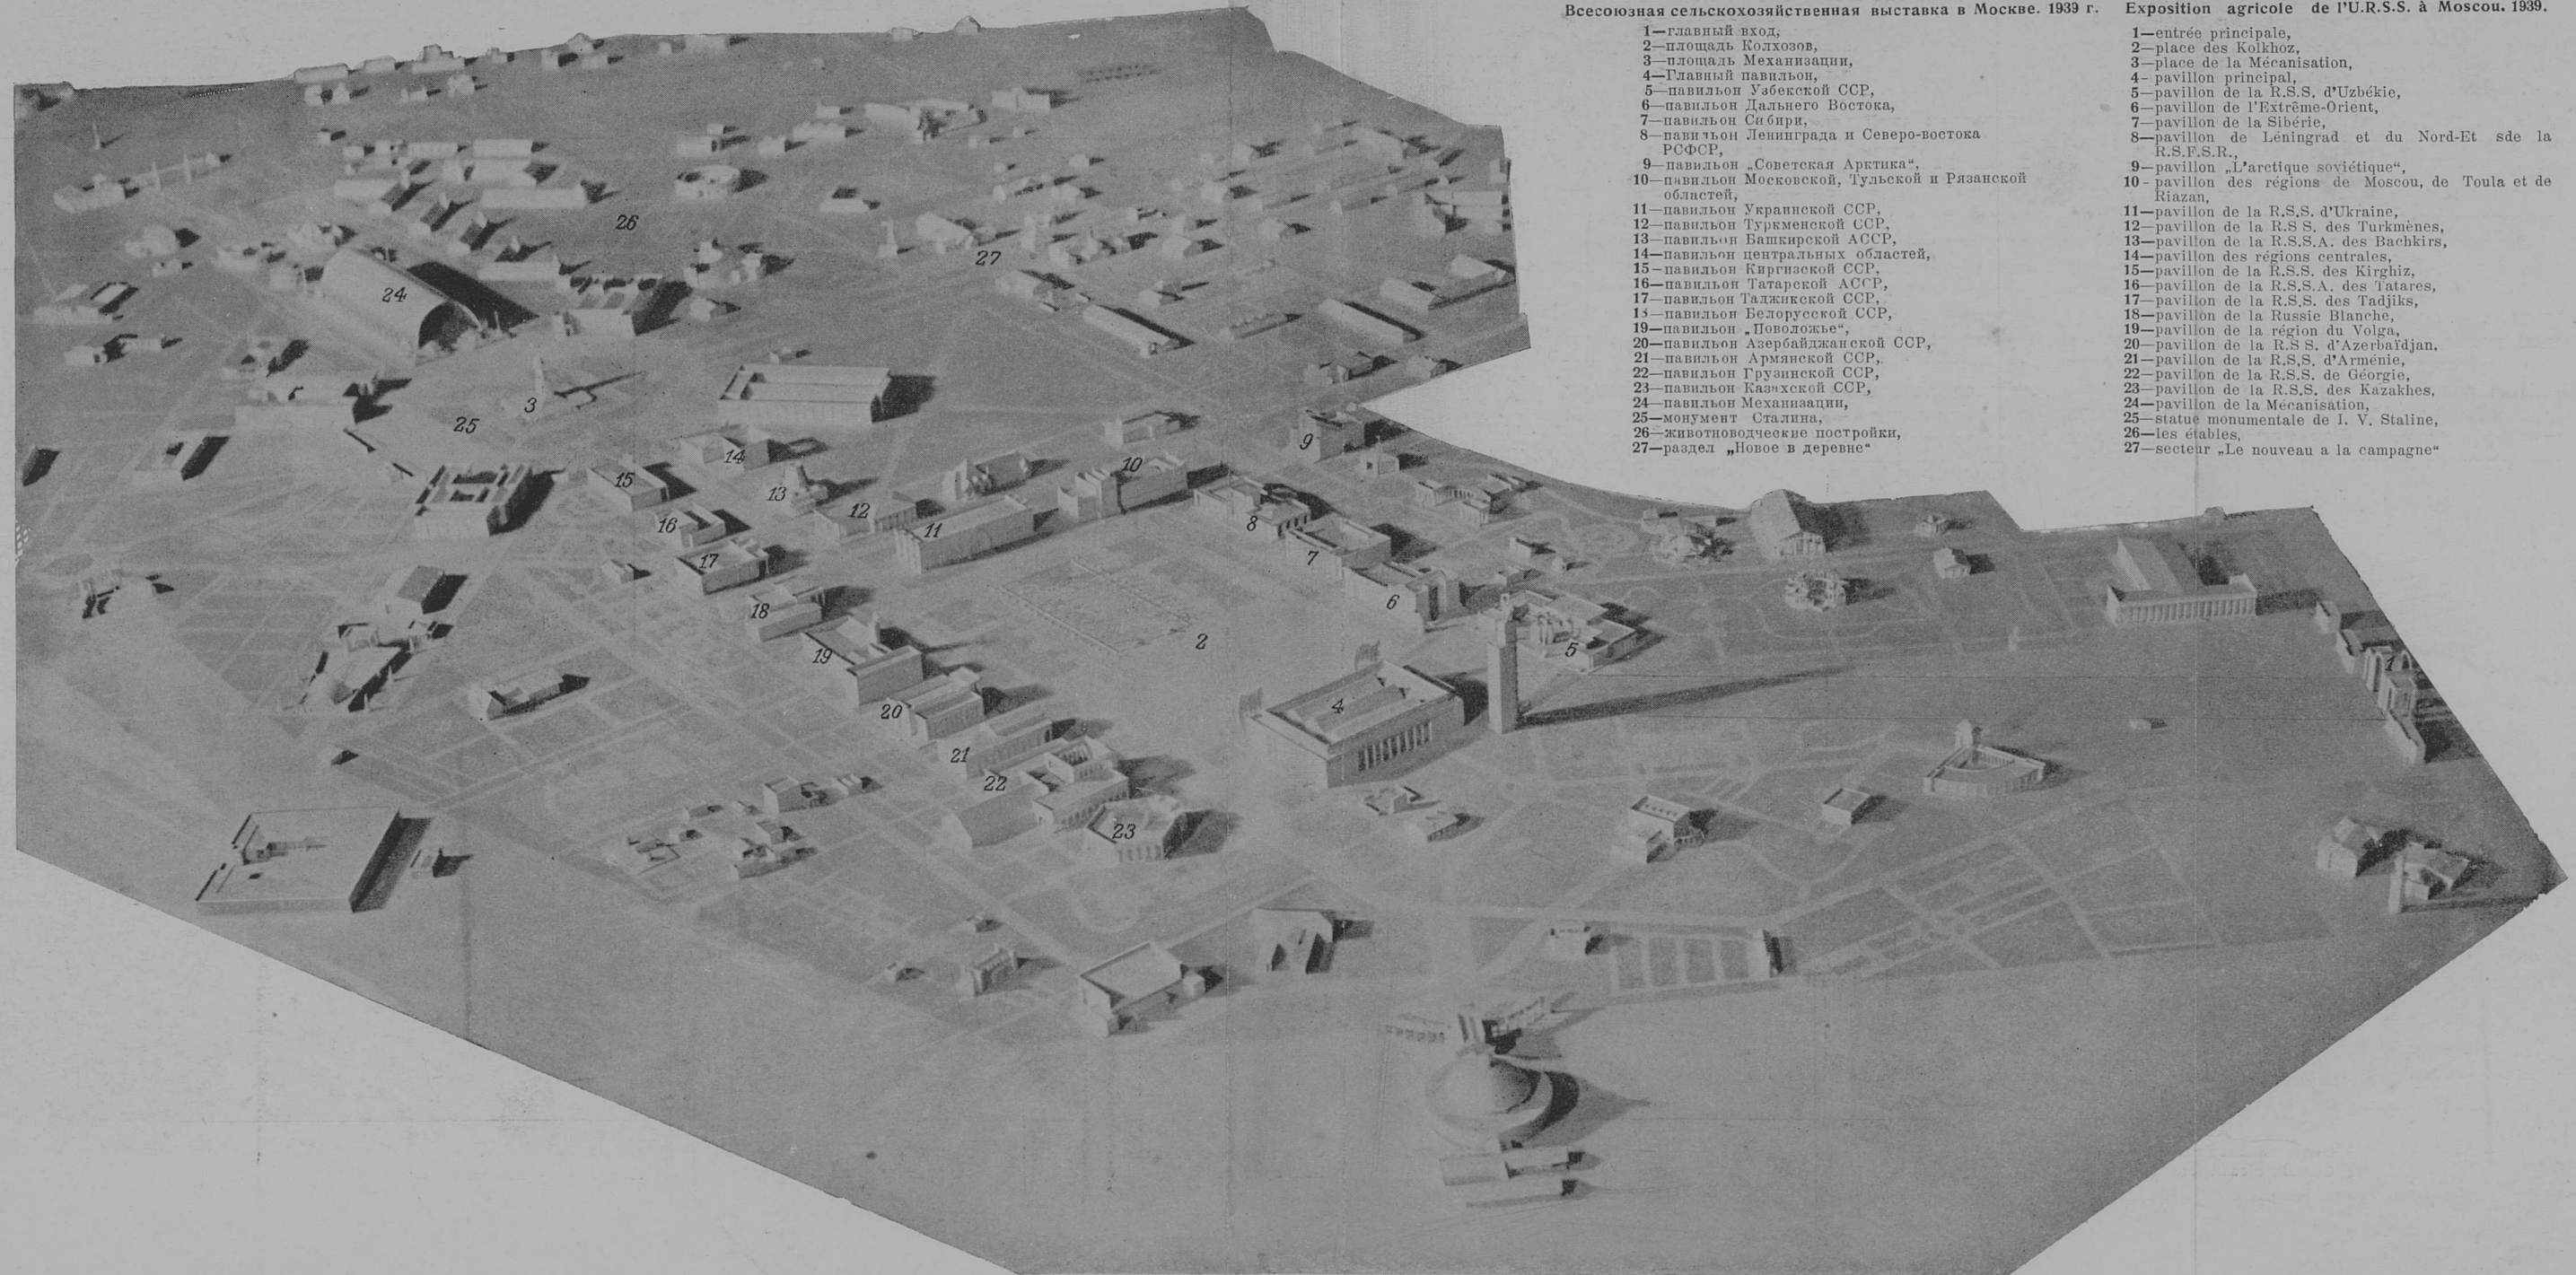 Всесоюзная сельскохозяйственная выставка в Москве. 1939 г.
1—главный вход,
2—площадь Колхозов,
3—площадь Механизации,
4—Главный павильон,
5—павильон Узбекской ССР,
6—павильон Дальнего Востока,
7—павильон Сибири,
8—павильон Ленинграда и Северо-востока
РСФСР,
9—павильон „Советская Арктика“,
10—павильон Московской, Тульской и Рязанской
областей,
11—павильон Украинской ССР,
12—павильон Туркменской ССР,
13—павильон Башкирской АССР,
14—павильон центральных областей,
15—павильон Киргизской ССР,
16—павильон Татарской АССР,
17—павильон Таджикской ССР,
18—павильон Белорусской ССР,
19—павильон „Поволожье“,
20—павильон Азербайджанской ССР,
21—павильон Армянской ССР,
22—павильон Грузинской ССР,
23—павильон Казахской ССР,
24—павильон Механизации,
25—монумент Сталина,
26—животноводческие постройки,
27—раздел „Новое в деревне“
Exposition agricole de l'U.R.S.S. à Moscou. 1939.
1—entrée principale,
2—place des Kolkhoz,
3—place de la Mécanisation,
4- pavillon principal,
5—pavillon de la R.S.S. d'Uzbékie,
6—pavillon de l'Extrême-Orient,
7—pavillon de la Sibérie,
8—pavillon de Léningrad et du Nord-Et sde la
R.S.F.S.R.,
9—pavillon „L'arctique soviétique“,
10- pavillon des régions de Moscou, de Toula et de
Riazan,
11—pavillon de la R.S.S. d'Ukraine,
12—pavillon de la R.S S. des Turkmènes,
13—pavillon de la R.S.S.A. des Bachkirs,
14—pavillon des régions centrales,
15—pavillon de la R.S.S. des Kirghiz,
16—pavillon de la R.S.S.A. des Tatares,
17—pavillon de la R.S.S. des Tadjiks,
18—pavillon de la Russie Blanche,
19—pavillon de la région du Volga,
20—pavillon de la R.S S. d'Azerbaïdjan,
21—pavillon de la R.S.S. d'Arménie,
22—pavillon de la R.S.S. de Géorgie,
23—pavillon de la R.S.S. des Kazakhes,
24—pavillon de la Mécanisation,
25—statue monumentale de I. V. Staline,
26—les étables,
27—secteur „Le nouveau a la campagne“
26
27
24
3
25
9
14
10
15
13
12
16
11
8
17
7
6
18
2
5
19
1
20
4
21
22
23